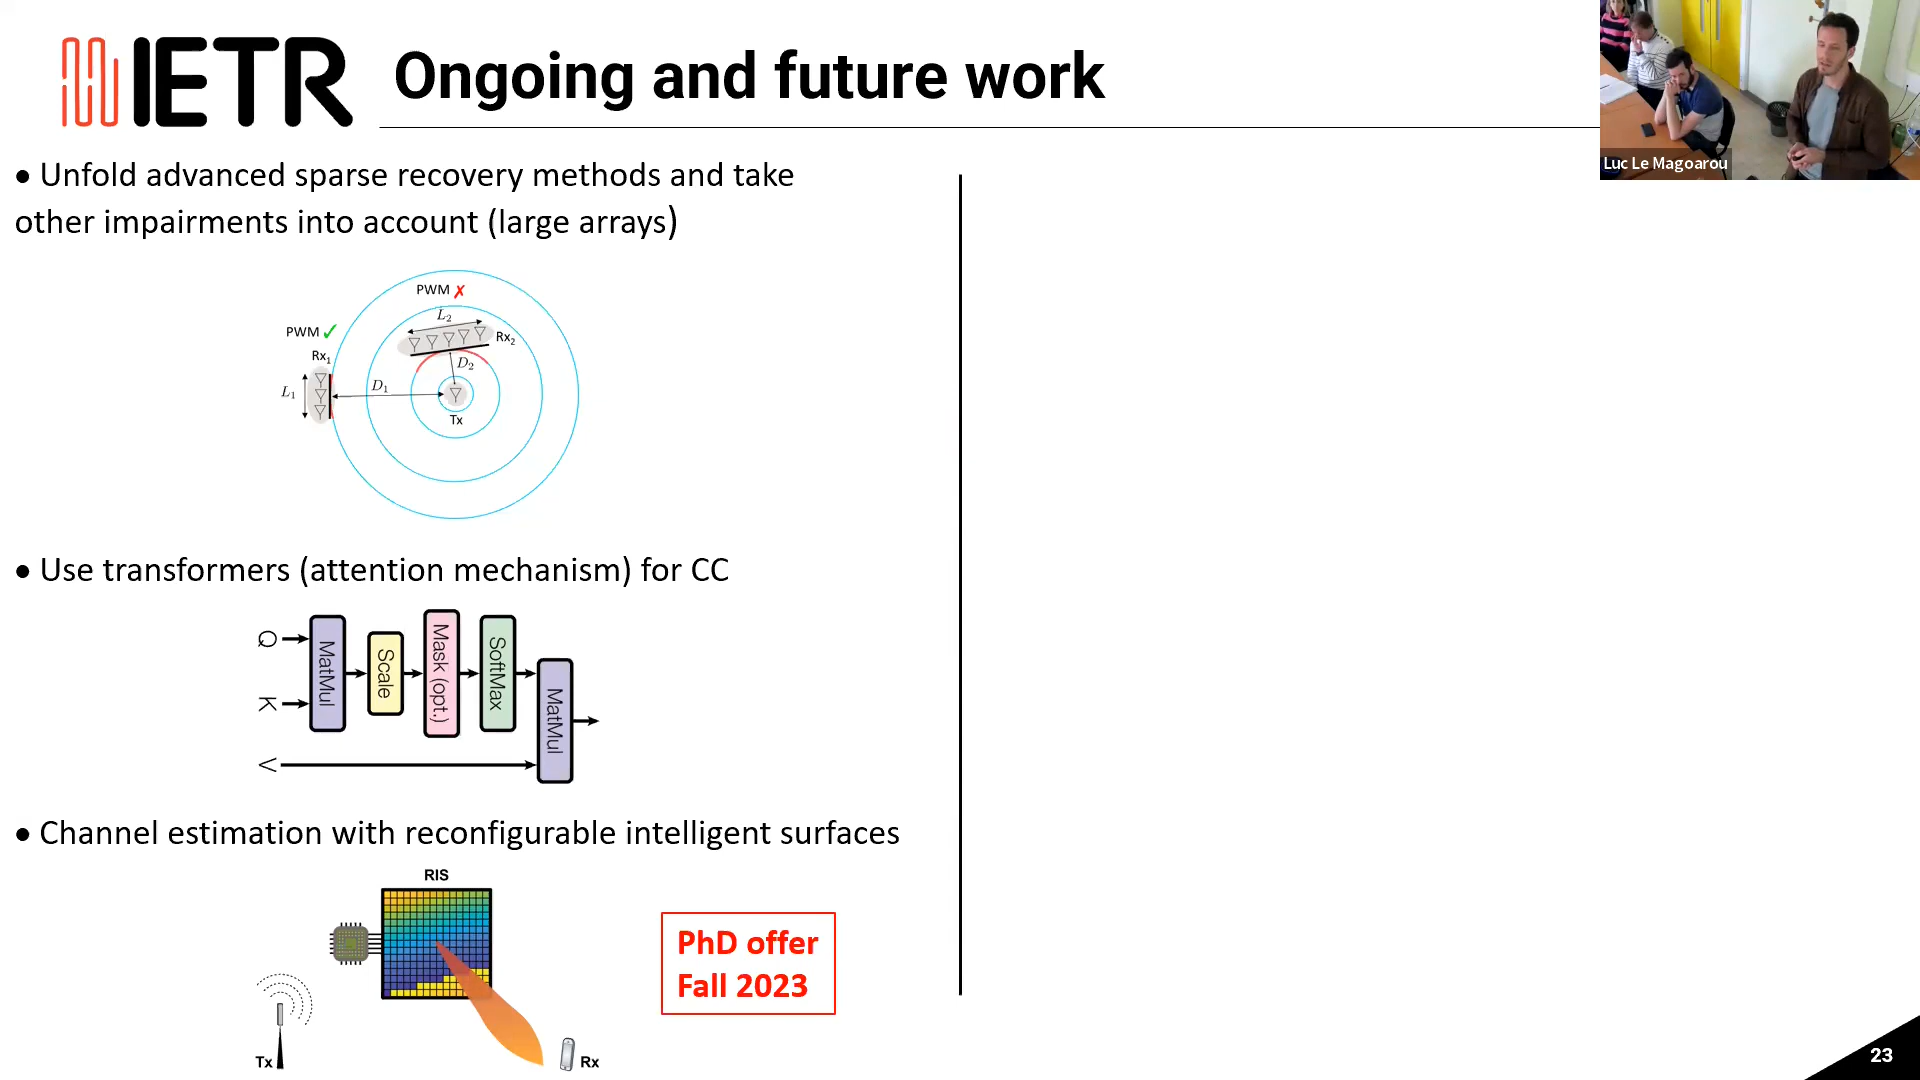 IETR
Ongoing and future work
Luc Le Magoarou
• Unfold advanced sparse recovery methods and take
other impairments into account (large arrays)
PWM ✗
L2
PWM ✓
Rx2
Rx1
D2
L1
D1
Tx
• Use transformers (attention mechanism) for CC
Q
K
V
MatMul
Scale
Mask (opt.)
SoftMax
MatMul
• Channel estimation with reconfigurable intelligent surfaces
RIS
PhD offer
Fall 2023
Tx
Rx
23